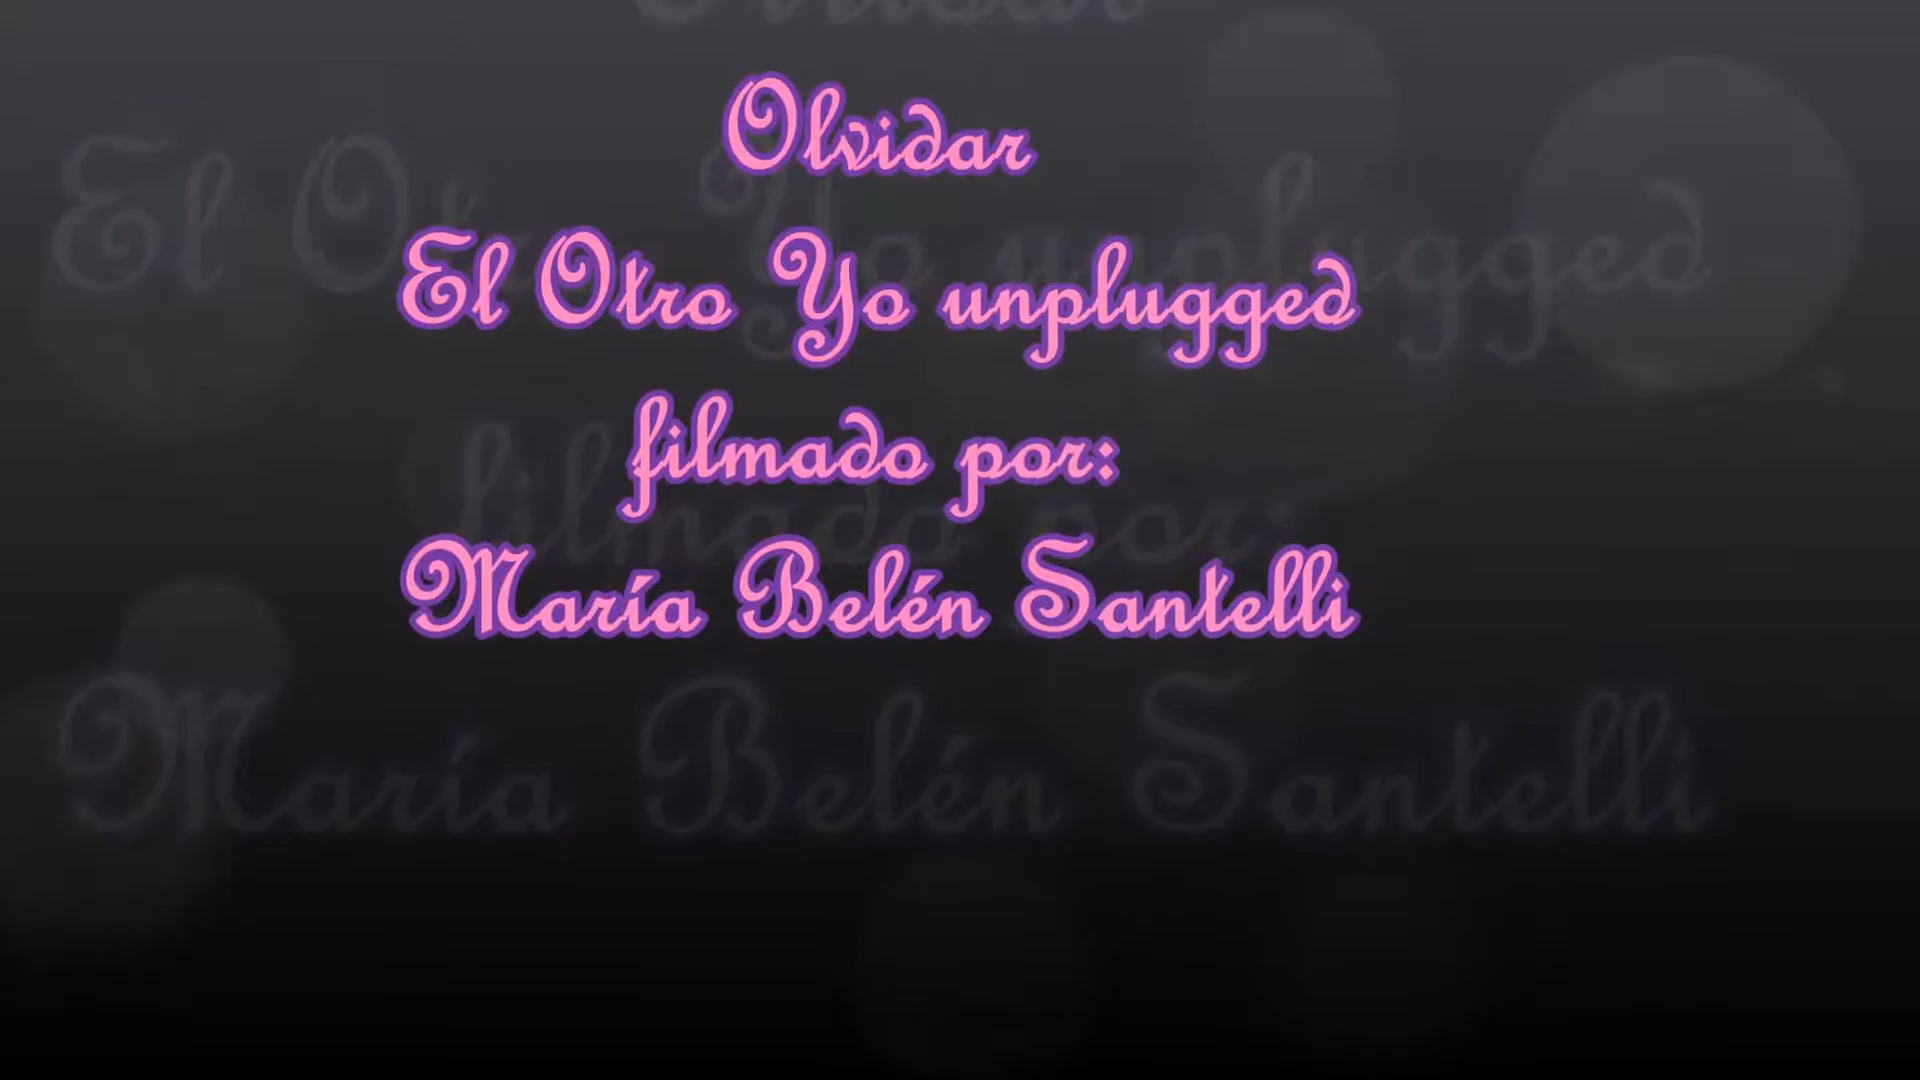 Olvidar
El Otro Yo unplugged
filmado por:
María Belén Santelli